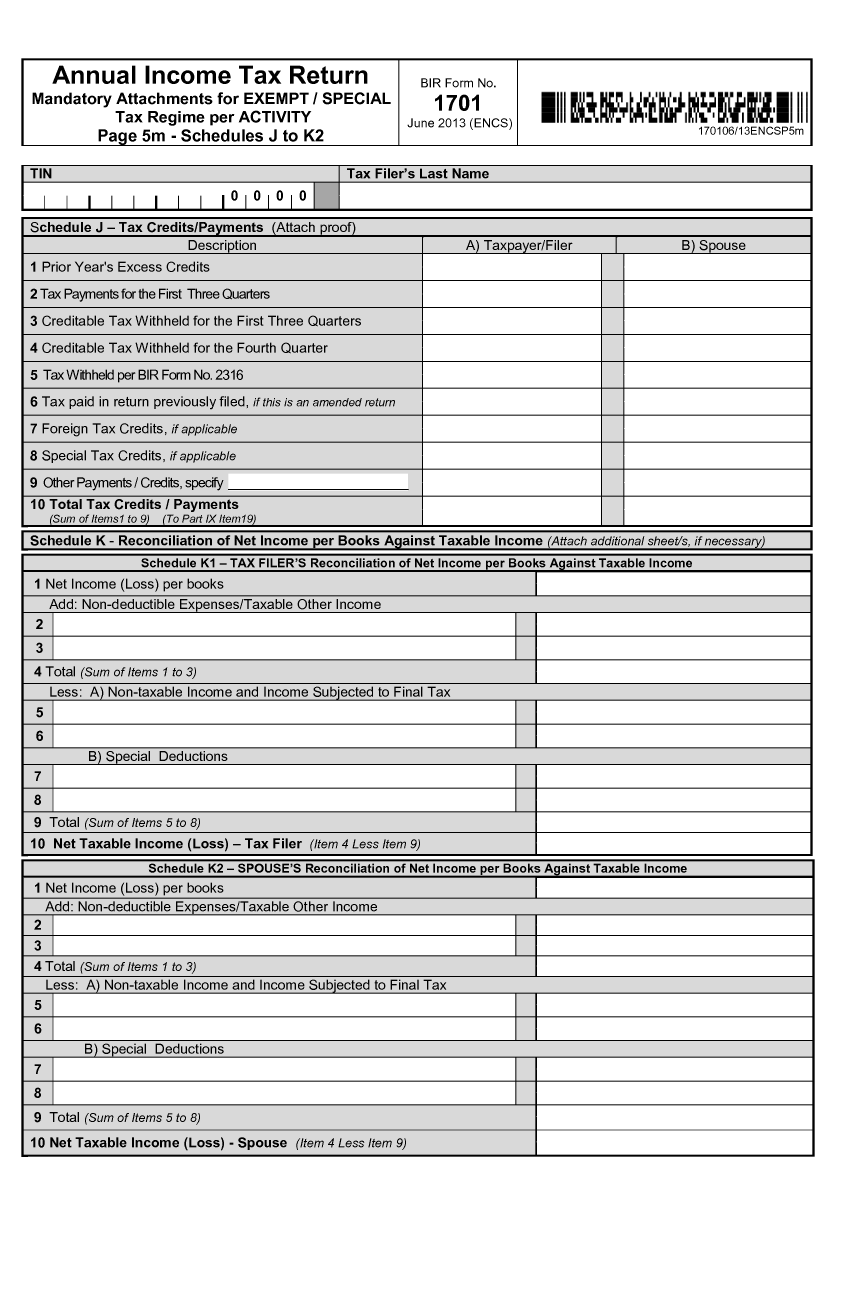 Annual Income Tax Return
Mandatory Attachments for EXEMPT / SPECIAL
Tax Regime per ACTIVITY
Page 5m - Schedules J to K2
BIR Form No.
1701
June 2013 (ENCS)
170106/13ENCSP5m
TIN
Tax Filer's Last Name
0 0 0 0
Schedule J – Tax Credits/Payments (Attach proof)
Description A) Taxpayer/Filer B) Spouse
1 Prior Year's Excess Credits
2 Tax Payments for the First Three Quarters
3 Creditable Tax Withheld for the First Three Quarters
4 Creditable Tax Withheld for the Fourth Quarter
5 Tax Withheld per BIR Form No. 2316
6 Tax paid in return previously filed, if this is an amended return
7 Foreign Tax Credits, if applicable
8 Special Tax Credits, if applicable
9 Other Payments / Credits, specify
10 Total Tax Credits / Payments
(Sum of Items1 to 9) (To Part IX Item19)
Schedule K - Reconciliation of Net Income per Books Against Taxable Income (Attach additional sheet/s, if necessary)
Schedule K1 – TAX FILER'S Reconciliation of Net Income per Books Against Taxable Income
1 Net Income (Loss) per books
Add: Non-deductible Expenses/Taxable Other Income
2
3
4 Total (Sum of Items 1 to 3)
Less: A) Non-taxable Income and Income Subjected to Final Tax
5
6
B) Special Deductions
7
8
9 Total (Sum of Items 5 to 8)
10 Net Taxable Income (Loss) – Tax Filer (Item 4 Less Item 9)
Schedule K2 – SPOUSE'S Reconciliation of Net Income per Books Against Taxable Income
1 Net Income (Loss) per books
Add: Non-deductible Expenses/Taxable Other Income
2
3
4 Total (Sum of Items 1 to 3)
Less: A) Non-taxable Income and Income Subjected to Final Tax
5
6
B) Special Deductions
7
8
9 Total (Sum of Items 5 to 8)
10 Net Taxable Income (Loss) - Spouse (Item 4 Less Item 9)